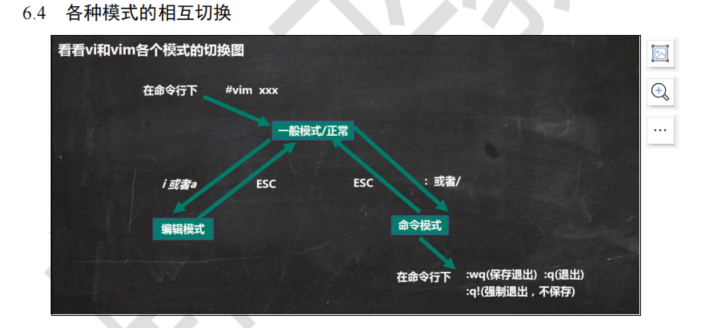 6.4 各种模式的相互切换
看看vi和vim各个模式的切换图
在命令行下 #vim xxx
一般模式/正常
i 或者a ESC ESC : 或者/
编辑模式 命令模式
在命令行下 :wq(保存退出) :q(退出)
:q!(强制退出，不保存)